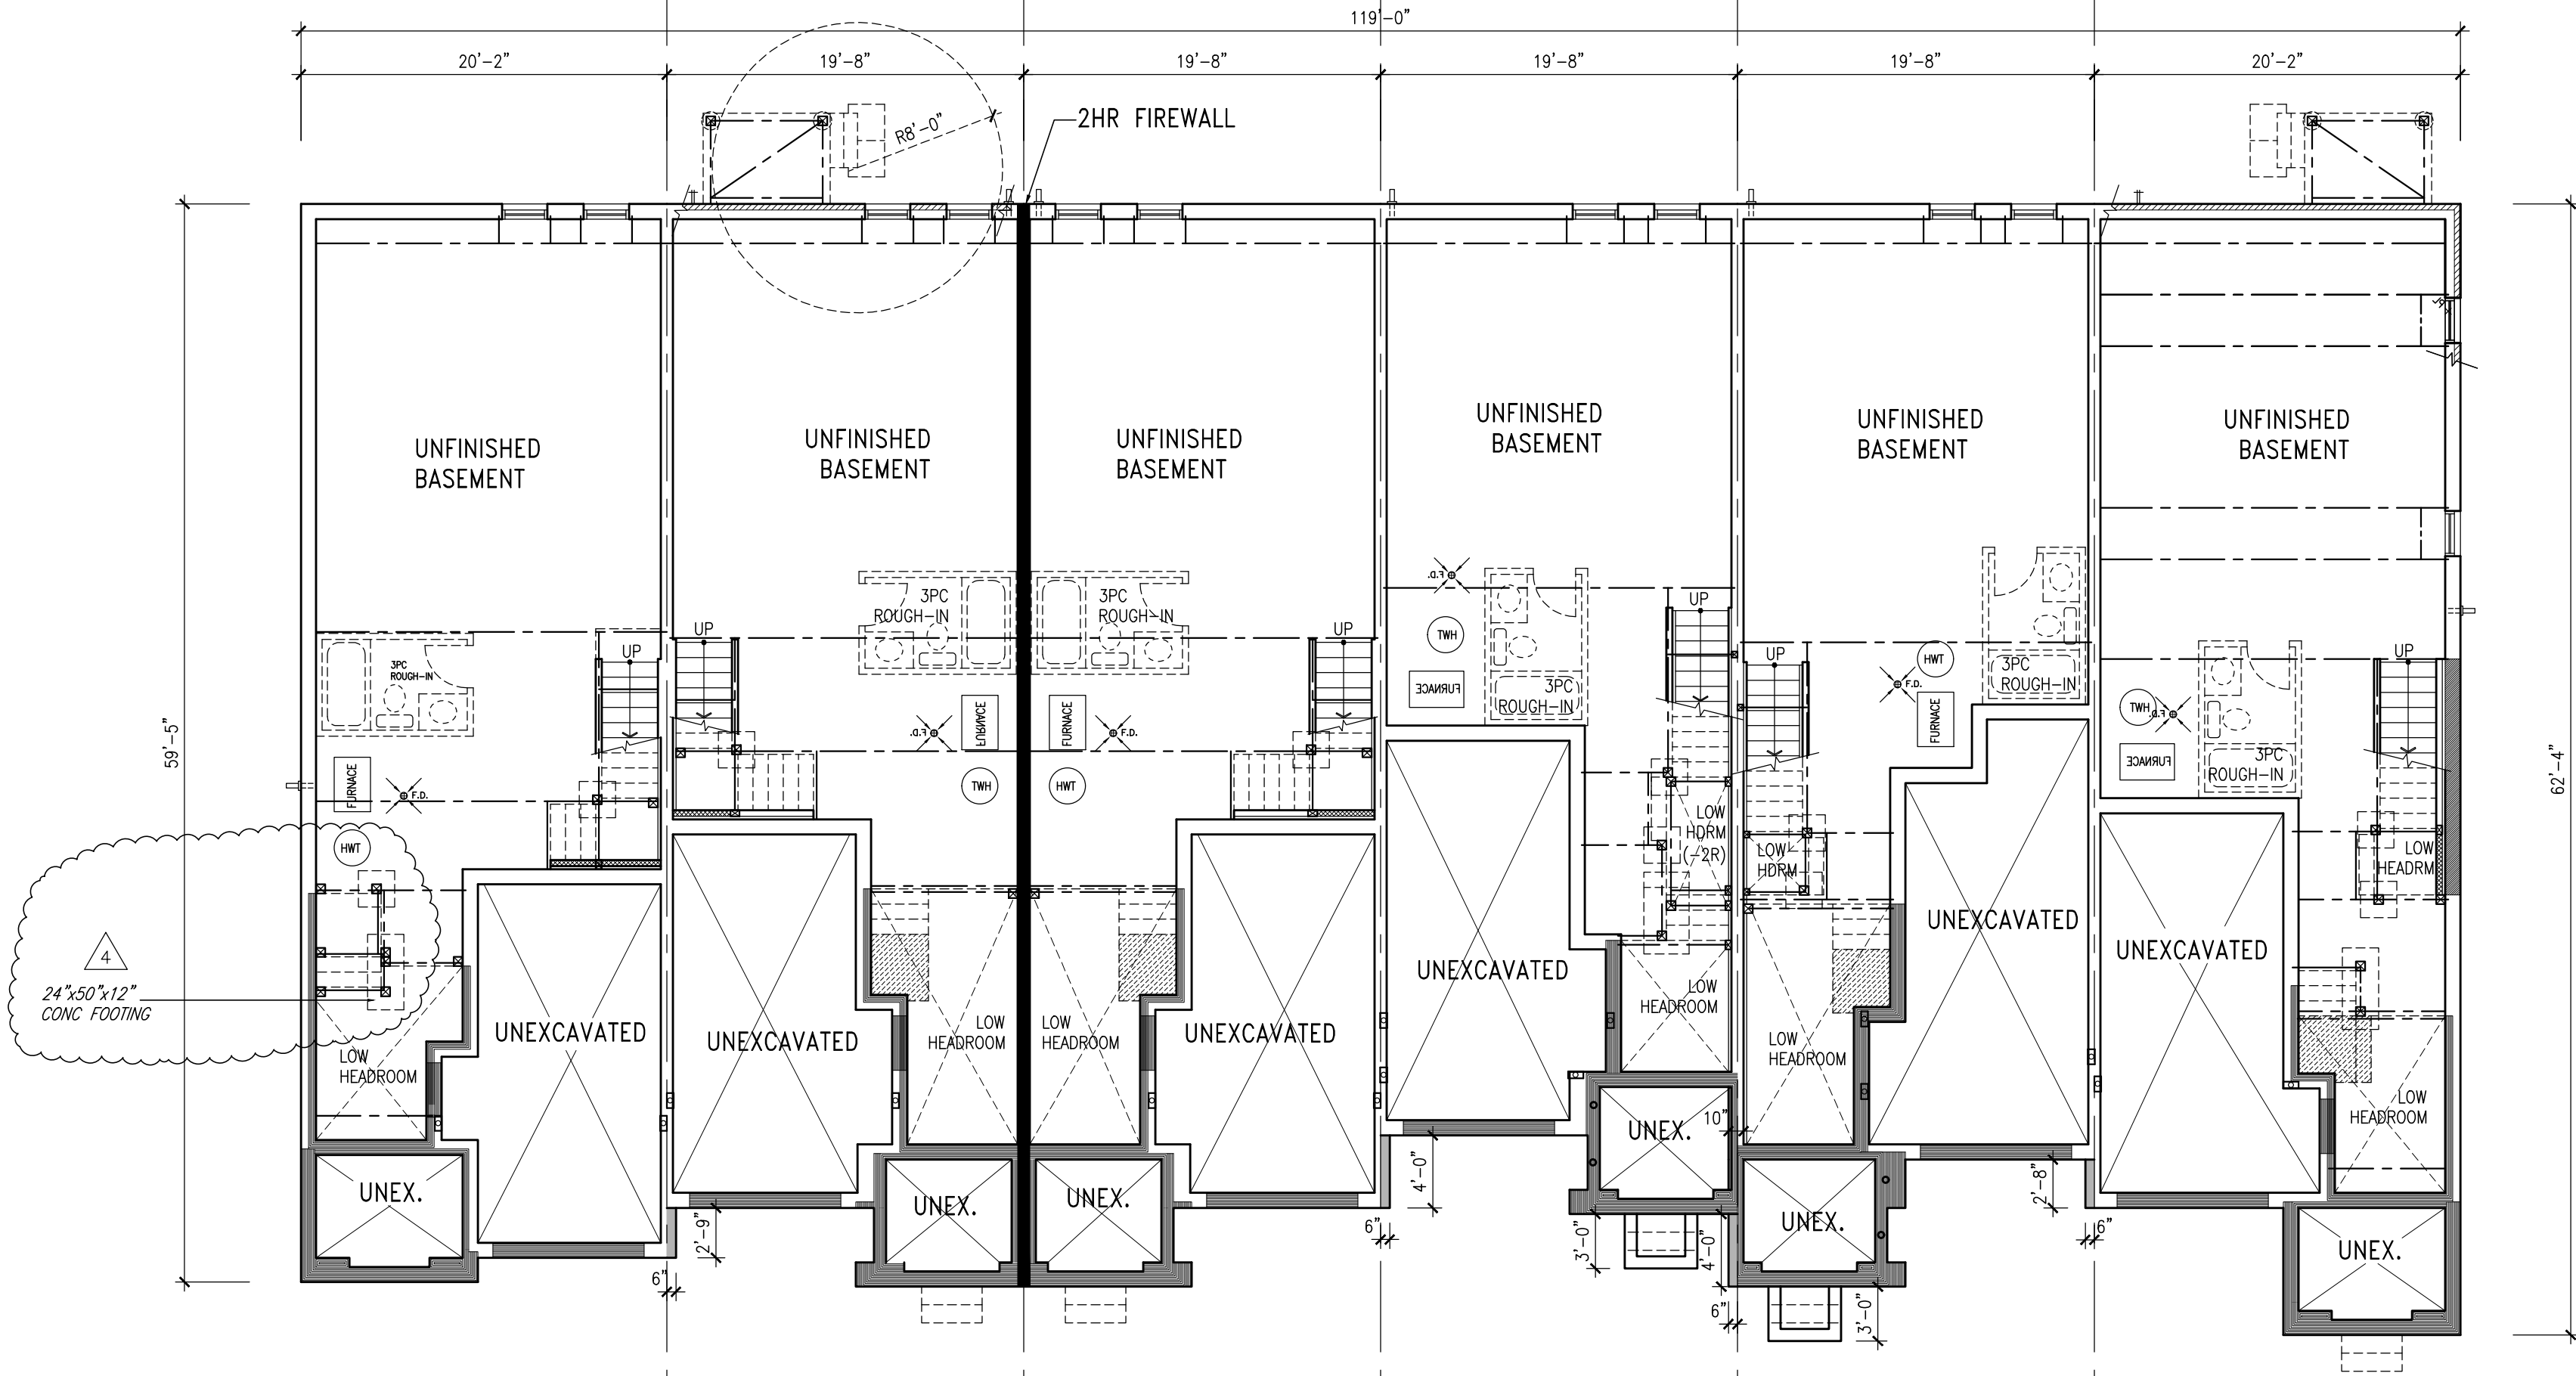 119'-0"
20'-2"
19'-8"
19'-8"
19'-8"
19'-8"
20'-2"
2HR FIREWALL
R8'-0"
59'-5"
62'-4"
UNFINISHED
BASEMENT
3PC
ROUGH-IN
UP
FURNACE
F.D.
HWT
4
24"x50"x12"
CONC FOOTING
LOW
HEADROOM
UNEXCAVATED
UNEX.
6"
UNFINISHED
BASEMENT
3PC
ROUGH-IN
UP
F.D.
FURNACE
HWT
UNEXCAVATED
LOW
HEADROOM
2'-9"
UNEX.
UNFINISHED
BASEMENT
3PC
ROUGH-IN
UP
FURNACE
F.D.
HWT
LOW
HEADROOM
UNEXCAVATED
UNEX.
6"
UNFINISHED
BASEMENT
F.D.
HWT
FURNACE
3PC
ROUGH-IN
UP
LOW
HDRM
(-2R)
UNEXCAVATED
LOW
HEADROOM
4'-0"
UNEX.
10"
3'-0"
4'-0"
6"
UNFINISHED
BASEMENT
UP
HWT
F.D.
FURNACE
3PC
ROUGH-IN
LOW
HDRM
UNEXCAVATED
LOW
HEADROOM
UNEX.
2'-8"
3'-0"
6"
UNFINISHED
BASEMENT
UP
HWT
F.D.
FURNACE
3PC
ROUGH-IN
LOW
HEADRM
UNEXCAVATED
LOW
HEADROOM
UNEX.